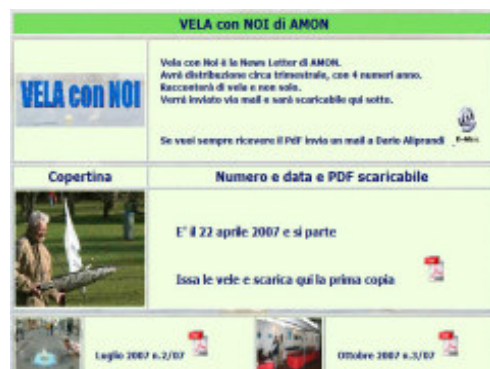 VELA con NOI di AMON
VELA con NOI
Vela con Noi è la News Letter di AMON.
Avrà distribuzione circa trimestrale, con 4 numeri anno.
Racconterà di vela e non solo.
Verrà inviato via mail e sarà scaricabile qui sotto.
Se vuoi sempre ricevere il Pdf invia un mail a Dario Aliprandi
Copertina
Numero e data e PDF scaricabile
E' il 22 aprile 2007 e si parte
Issa le vele e scarica qui la prima copia
Luglio 2007 n.2/07
Ottobre 2007 n.3/07